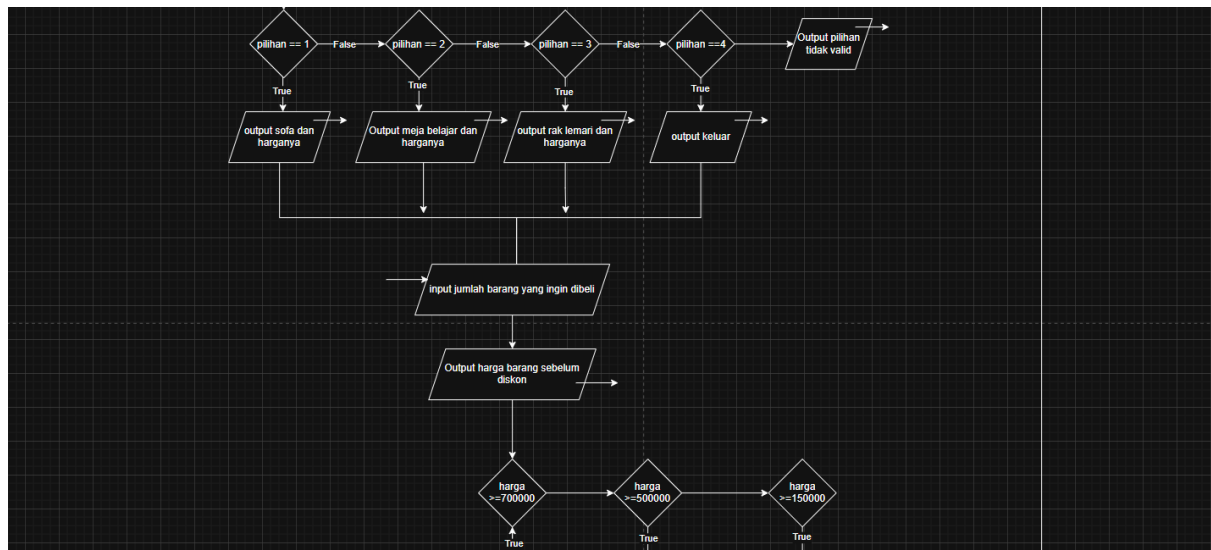 pilihan == 1
False
pilihan == 2
False
pilihan == 3
False
pilihan ==4
Output pilihan
tidak valid
True
True
True
True
output sofa dan
harganya
Output meja belajar dan
harganya
output rak lemari dan
harganya
output keluar
input jumlah barang yang ingin dibeli
Output harga barang sebelum
diskon
harga
>=700000
harga
>=500000
harga
>=150000
True
True
True